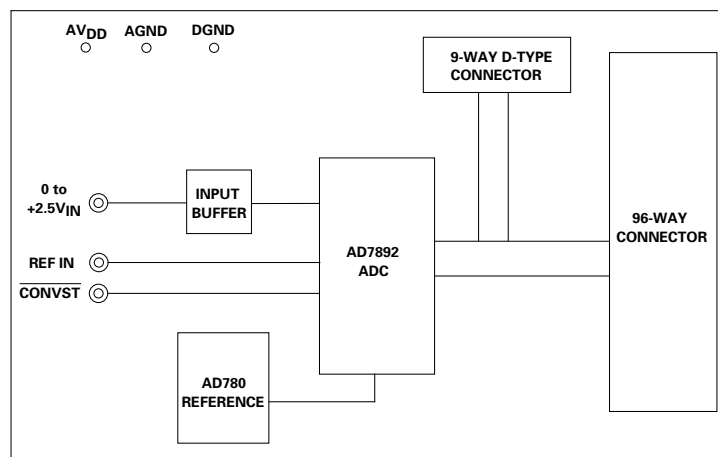 AVDD AGND DGND
9-WAY D-TYPE
CONNECTOR
0 to
+2.5VIN
INPUT
BUFFER
96-WAY
CONNECTOR
AD7892
ADC
REF IN
CONVST
AD780
REFERENCE